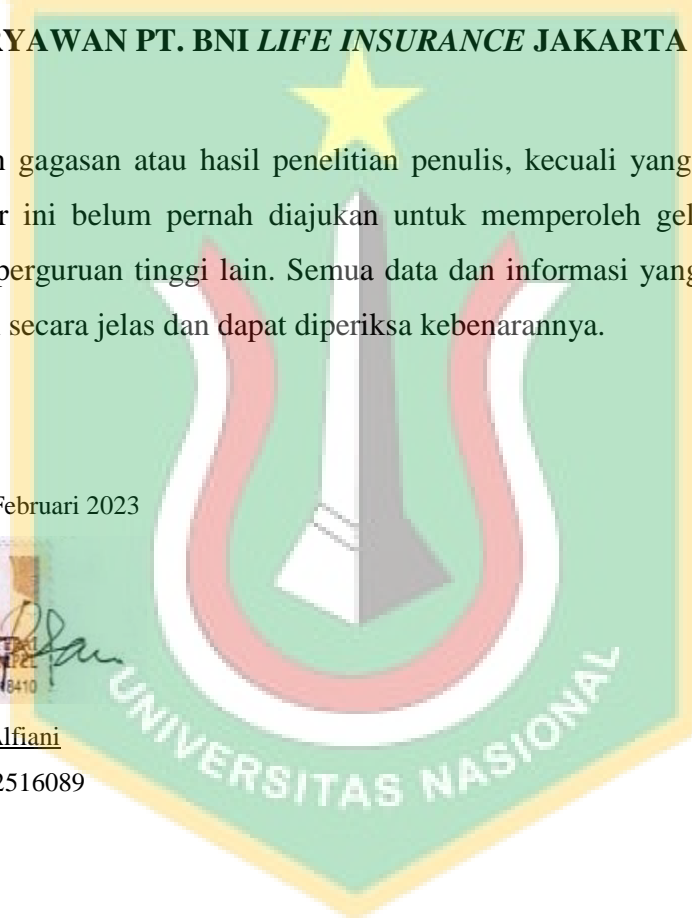 RYAWAN PT. BNI LIFE INSURANCE JAKARTA
n gagasan atau hasil penelitian penulis, kecuali yang
r ini belum pernah diajukan untuk memperoleh gel
perguruan tinggi lain. Semua data dan informasi yang
secara jelas dan dapat diperiksa kebenarannya.
Februari 2023
8410
Alfiani
2516089
UNIVERSITAS NASIONAL